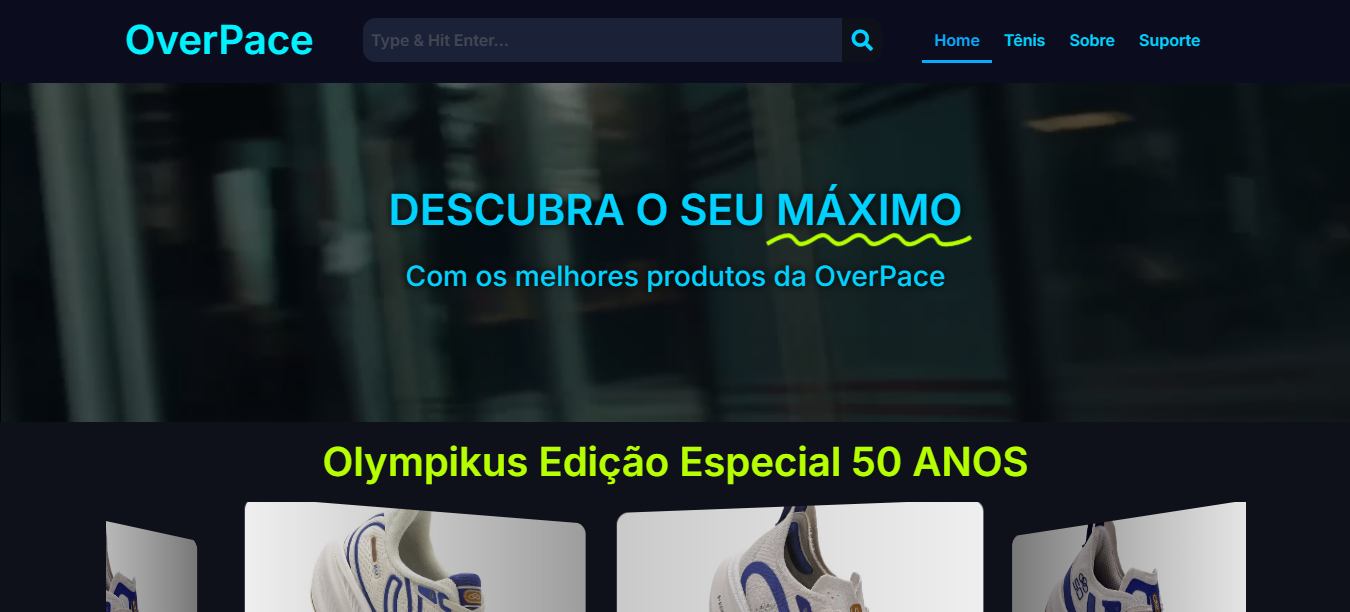 OverPace
Type & Hit Enter...
Home
Tênis
Sobre
Suporte
DESCUBRA O SEU MÁXIMO
Com os melhores produtos da OverPace
Olympikus Edição Especial 50 ANOS